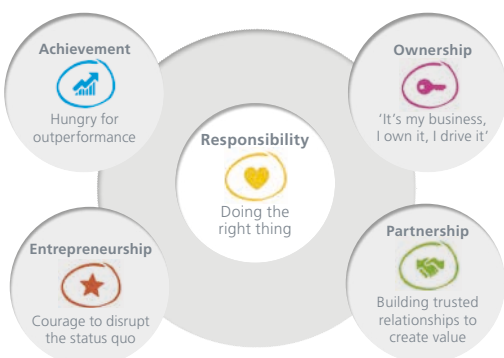 Achievement
Hungry for
outperformance
Ownership
‘It’s my business,
I own it, I drive it’
Responsibility
Doing the
right thing
Entrepreneurship
Courage to disrupt
the status quo
Partnership
Building trusted
relationships to
create value